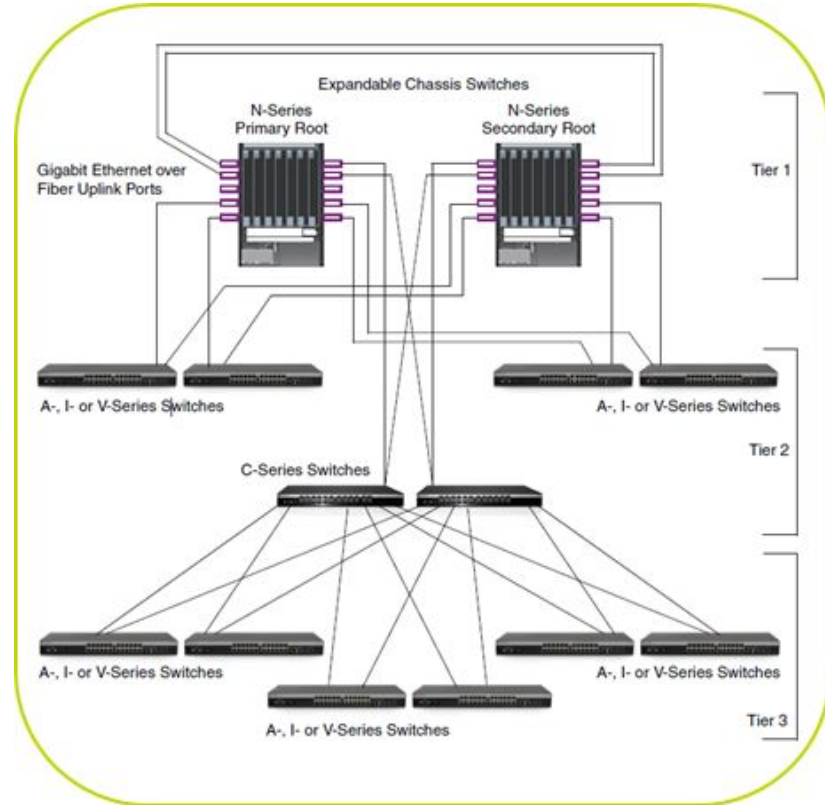 Expandable Chassis Switches
N-Series
Primary Root
N-Series
Secondary Root
Gigabit Ethernet over
Fiber Uplink Ports
Tier 1
A-, I- or V-Series Switches
A-, I- or V-Series Switches
Tier 2
C-Series Switches
A-, I- or V-Series Switches
A-, I- or V-Series Switches
A-, I- or V-Series Switches
Tier 3